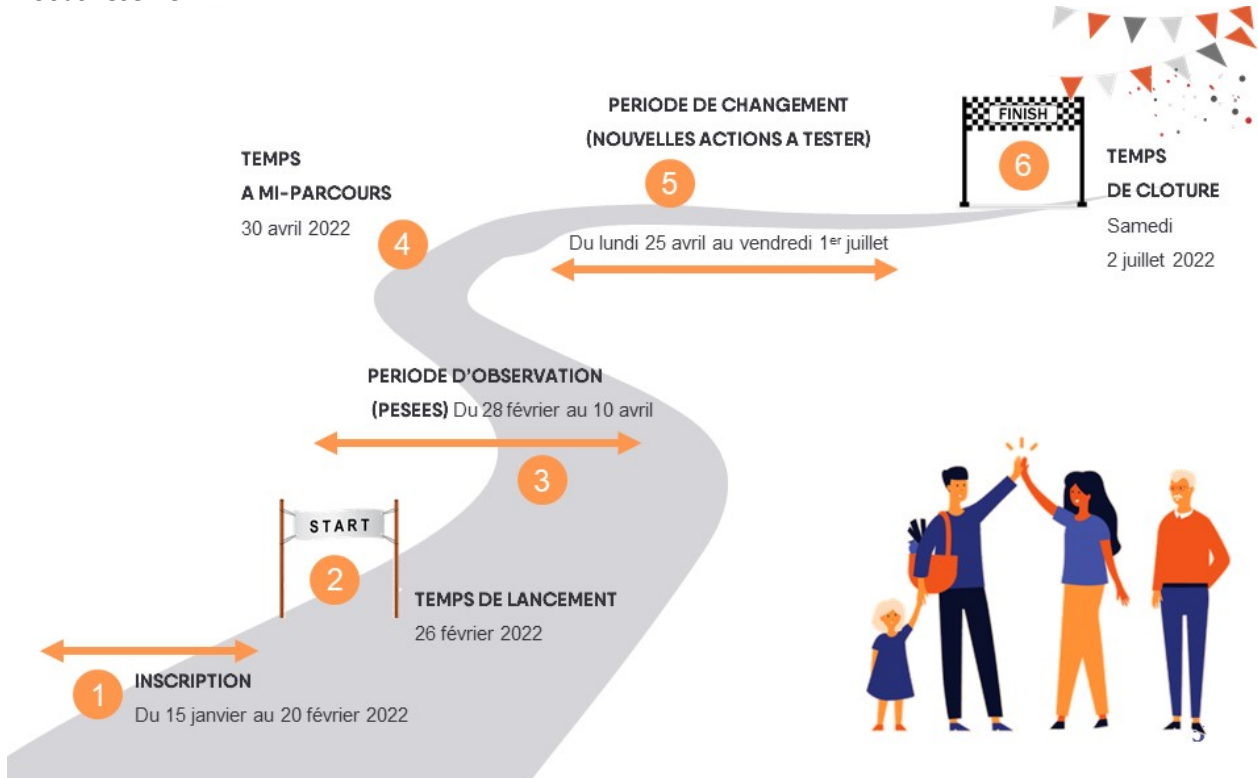 1
INSCRIPTION
Du 15 janvier au 20 février 2022
START
2
TEMPS DE LANCEMENT
26 février 2022
PERIODE D'OBSERVATION
(PESEES) Du 28 février au 10 avril
3
TEMPS
A MI-PARCOURS
30 avril 2022
4
PERIODE DE CHANGEMENT
(NOUVELLES ACTIONS A TESTER)
5
Du lundi 25 avril au vendredi 1er juillet
FINISH
6
TEMPS
DE CLOTURE
Samedi
2 juillet 2022